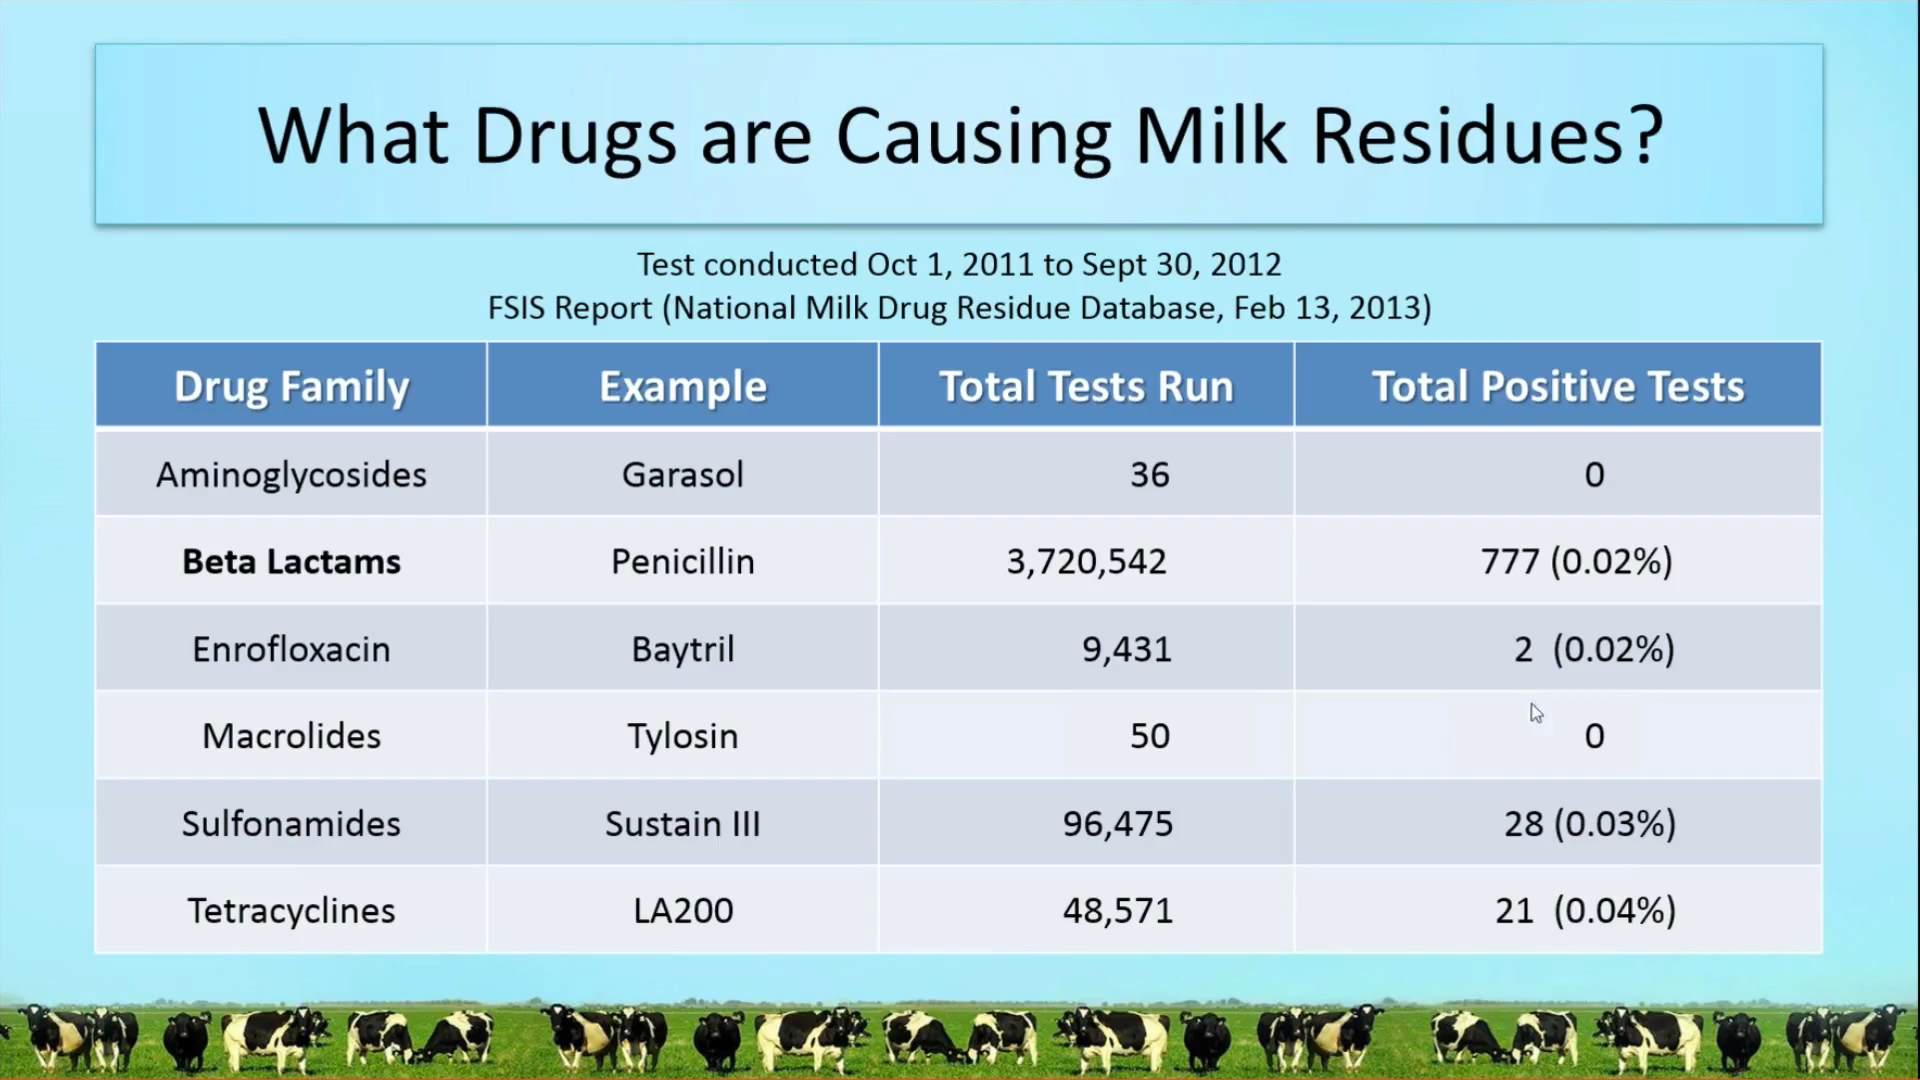 What Drugs are Causing Milk Residues?
Test conducted Oct 1, 2011 to Sept 30, 2012
FSIS Report (National Milk Drug Residue Database, Feb 13, 2013)
Drug Family Example Total Tests Run Total Positive Tests
Aminoglycosides Garasol 36 0
Beta Lactams Penicillin 3,720,542 777 (0.02%)
Enrofloxacin Baytril 9,431 2 (0.02%)
Macrolides Tylosin 50 0
Sulfonamides Sustain III 96,475 28 (0.03%)
Tetracyclines LA200 48,571 21 (0.04%)